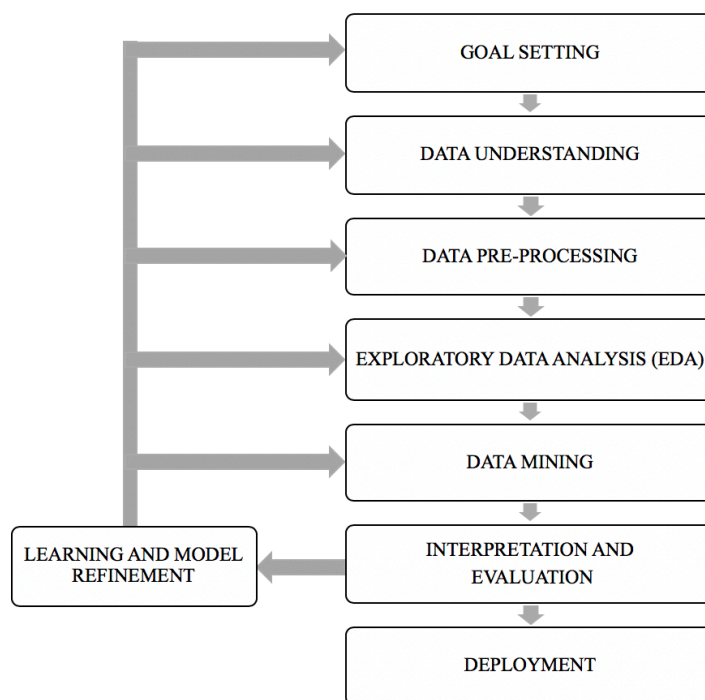 GOAL SETTING
DATA UNDERSTANDING
DATA PRE-PROCESSING
EXPLORATORY DATA ANALYSIS (EDA)
DATA MINING
LEARNING AND MODEL
REFINEMENT
INTERPRETATION AND
EVALUATION
DEPLOYMENT